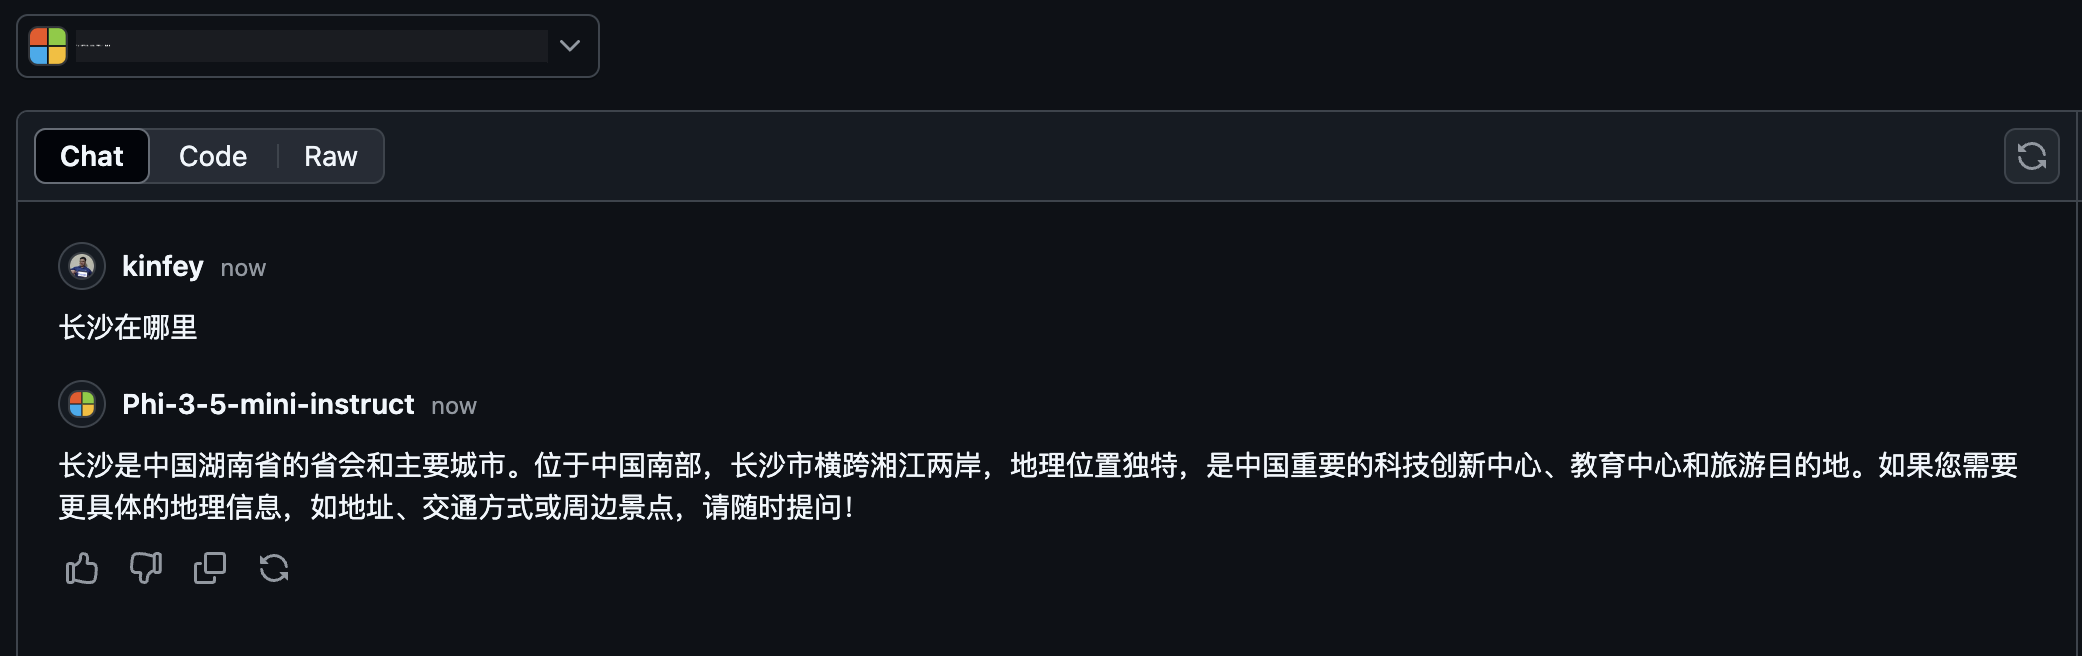 Chat Code Raw
kinfey now
长沙在哪里
Phi-3-5-mini-instruct now
长沙是中国湖南省的省会和主要城市。位于中国南部，长沙市横跨湘江两岸，地理位置独特，是中国重要的科技创新中心、教育中心和旅游目的地。如果您需要
更具体的地理信息，如地址、交通方式或周边景点，请随时提问！